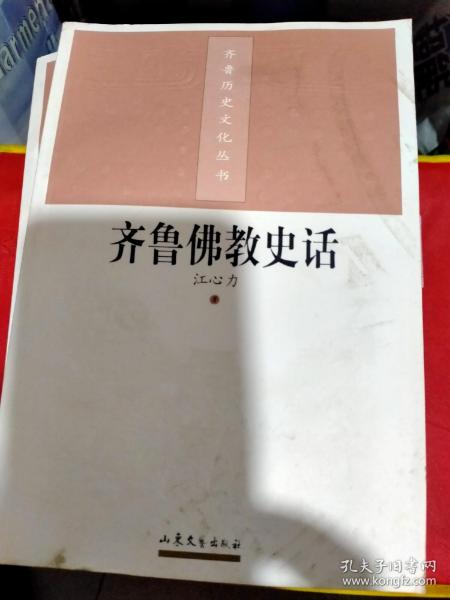 齐鲁历史文化丛书
齐鲁佛教史话
江心力
著
山东文艺出版社
孔夫子旧书网
www.kongfz.com